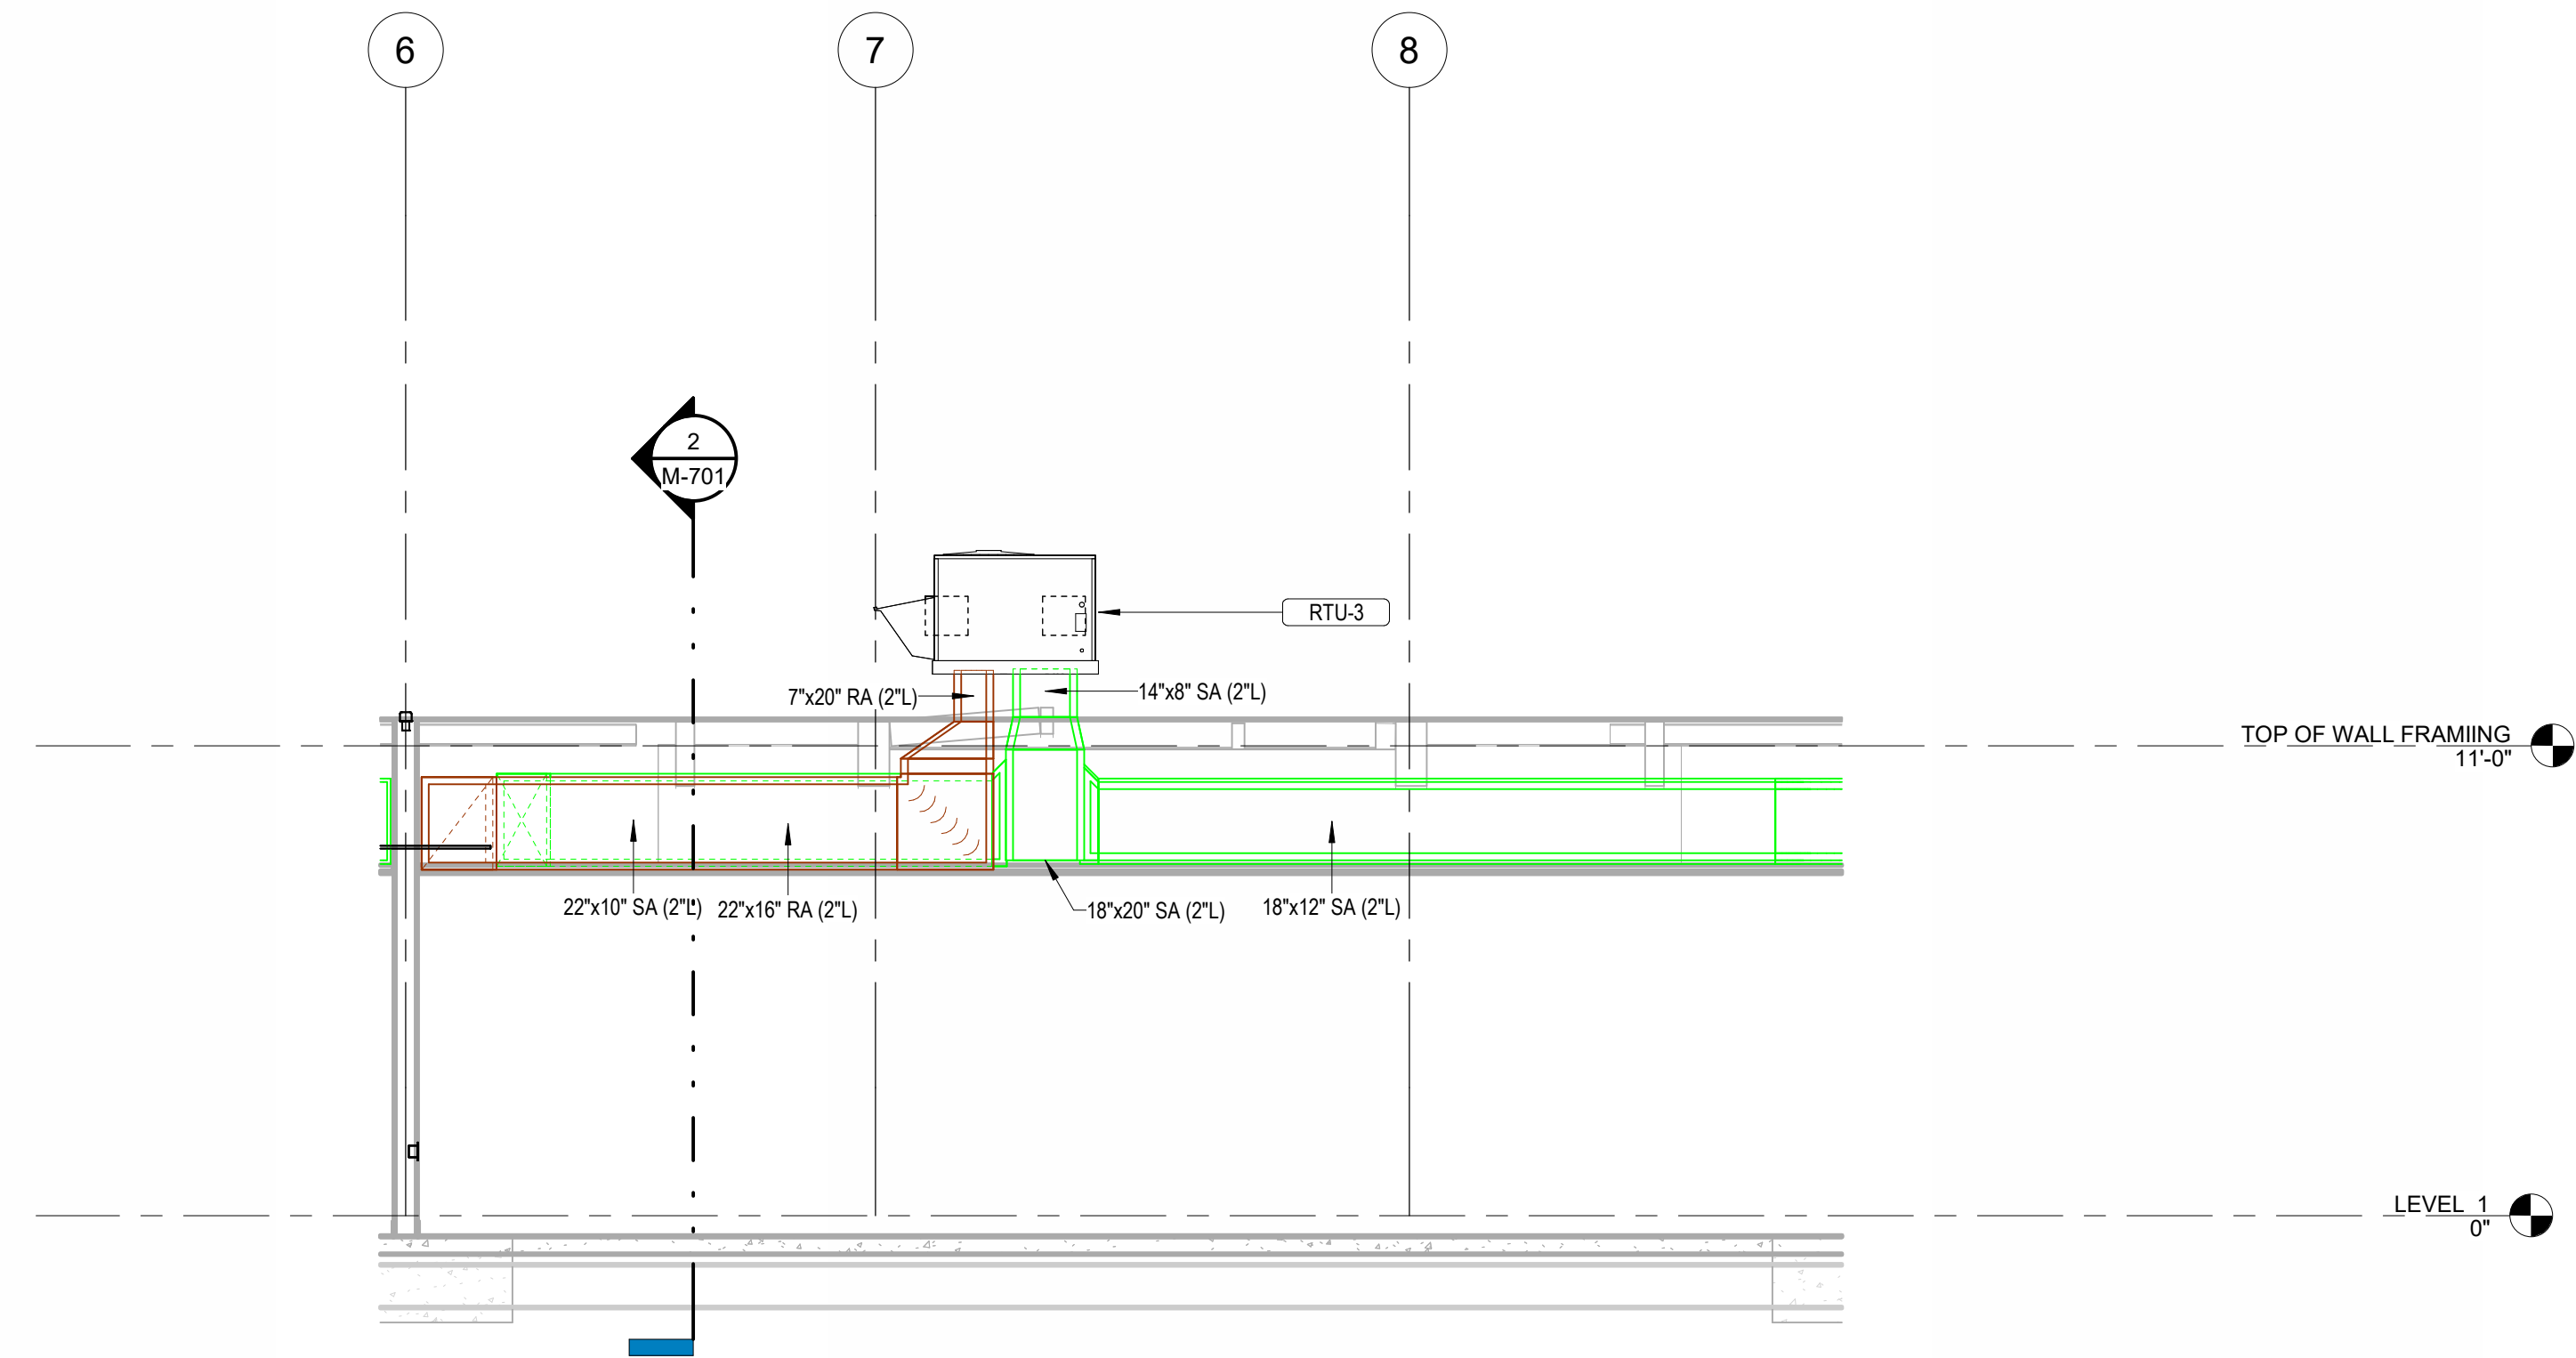 6
7
8
2
M-701
RTU-3
7"x20" RA (2"L)
14"x8" SA (2"L)
TOP OF WALL FRAMIING
11'-0"
22"x10" SA (2"L)
22"x16" RA (2"L)
18"x20" SA (2"L)
18"x12" SA (2"L)
LEVEL 1
0"